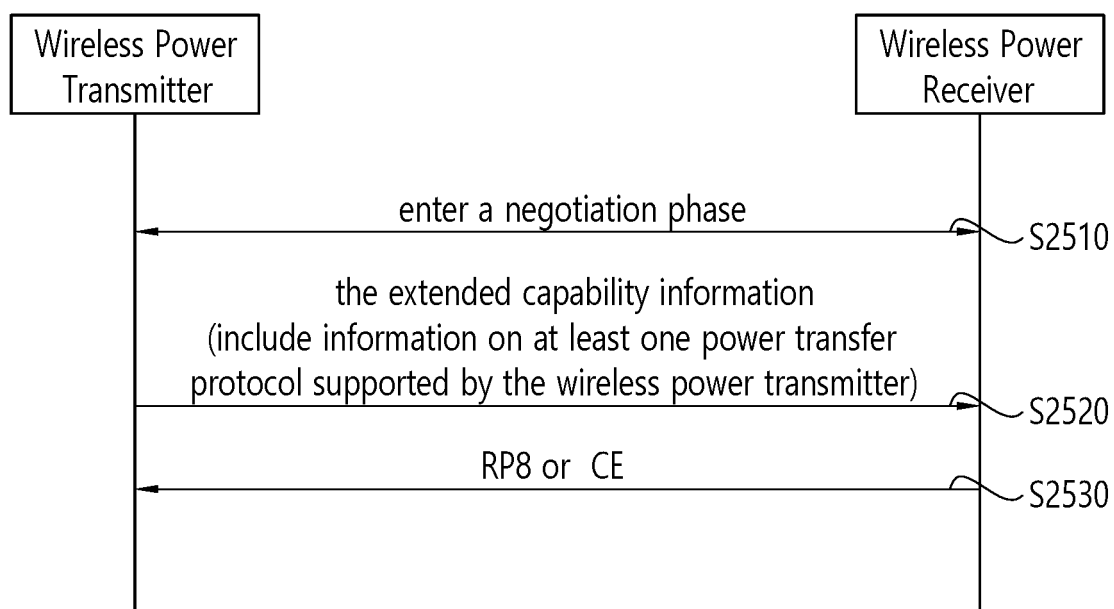 Wireless Power
Transmitter
Wireless Power
Receiver
enter a negotiation phase
S2510
the extended capability information
(include information on at least one power transfer
protocol supported by the wireless power transmitter)
S2520
RP8 or CE
S2530